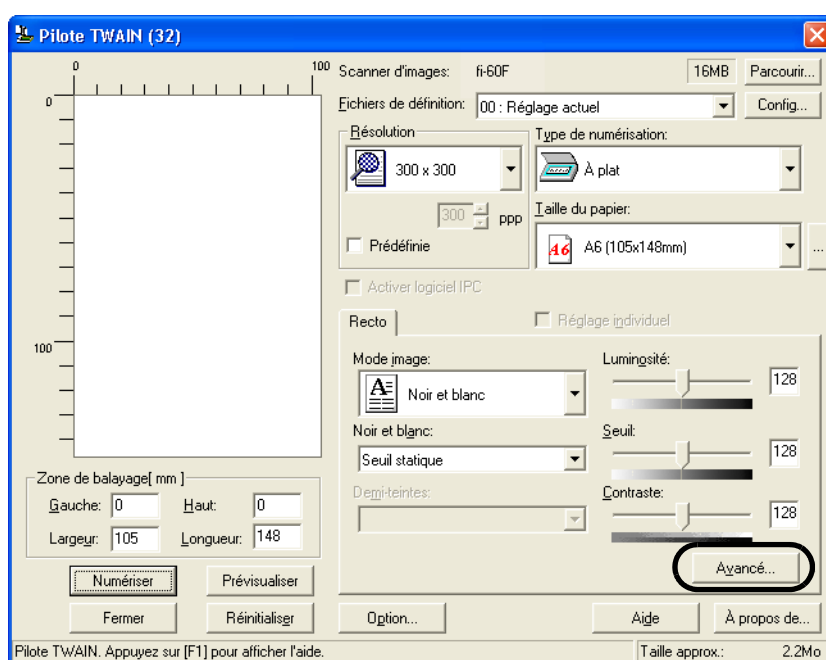 Pilote TWAIN (32)
0 100
0
100
Scanner d'images: fi-60F 16MB Parcourir...
Fichiers de définition: 00 : Réglage actuel Config...
Résolution
300 x 300
300 ppp
Prédéfinie
Type de numérisation:
À plat
Taille du papier:
A6 A6 (105x148mm) ...
Activer logiciel IPC
Recto Réglage individuel
Mode image:
Noir et blanc
Noir et blanc:
Seuil statique
Demi-teintes:
Luminosité:
128
Seuil:
128
Contraste:
128
Avancé...
Zone de balayage[ mm ]
Gauche: 0 Haut: 0
Largeur: 105 Longueur: 148
Numériser Prévisualiser
Fermer Réinitialiser Option... Aide À propos de...
Pilote TWAIN. Appuyez sur [F1] pour afficher l'aide. Taille approx.: 2.2Mo